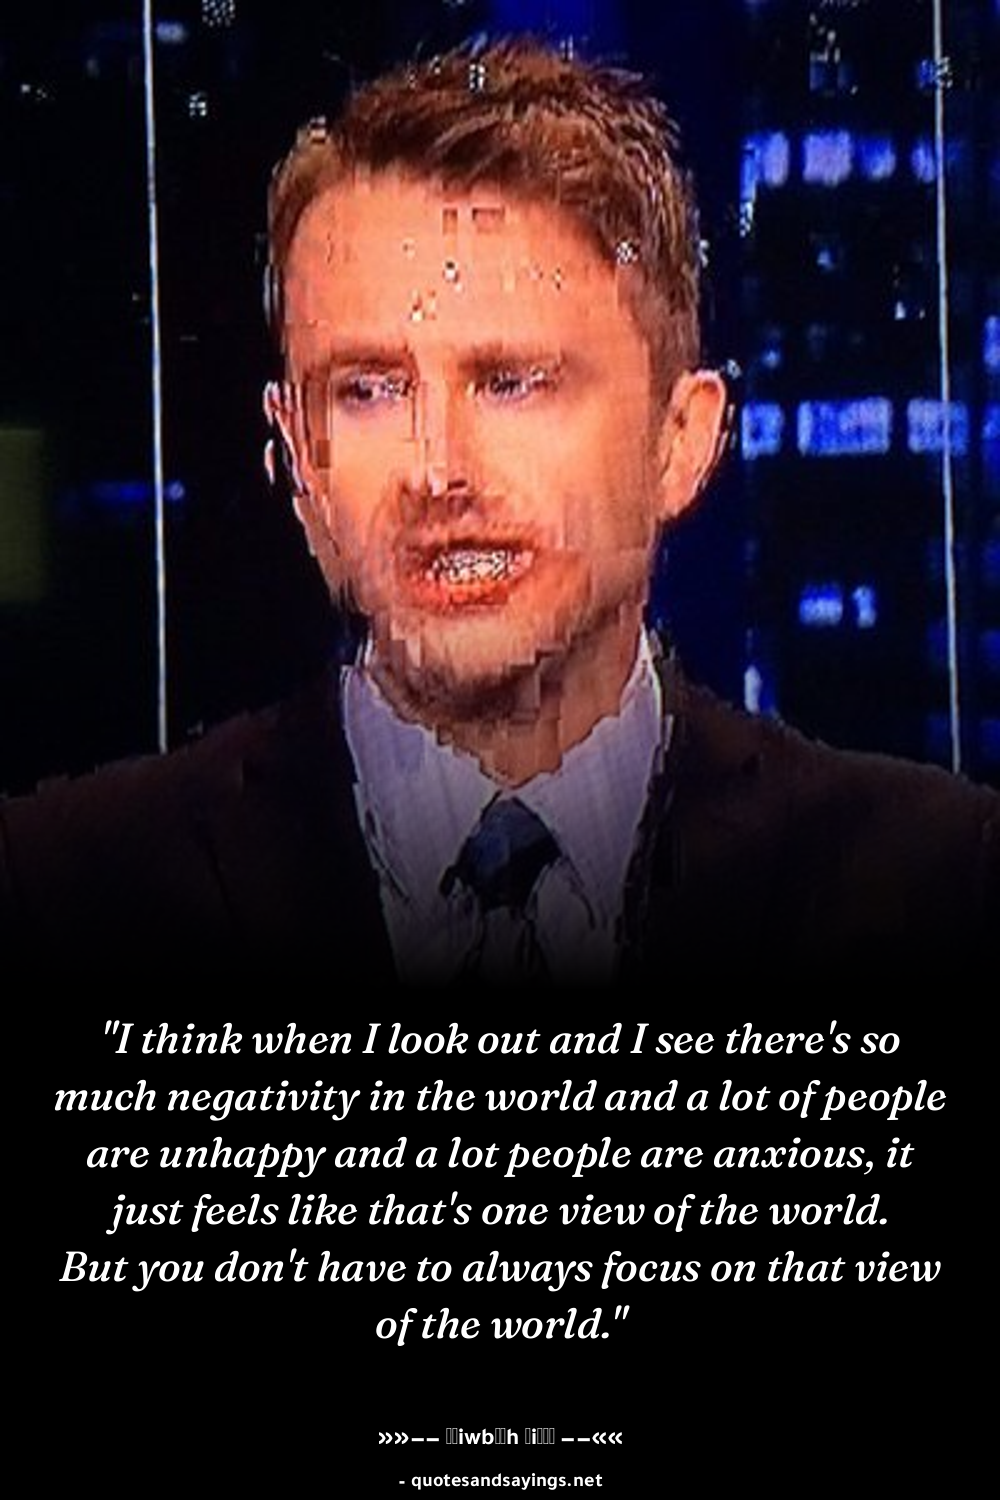 "I think when I look out and I see there's so
much negativity in the world and a lot of people
are unhappy and a lot people are anxious, it
just feels like that's one view of the world.
But you don't have to always focus on that view
of the world."
»»−− −−««
- quotesandsayings.net